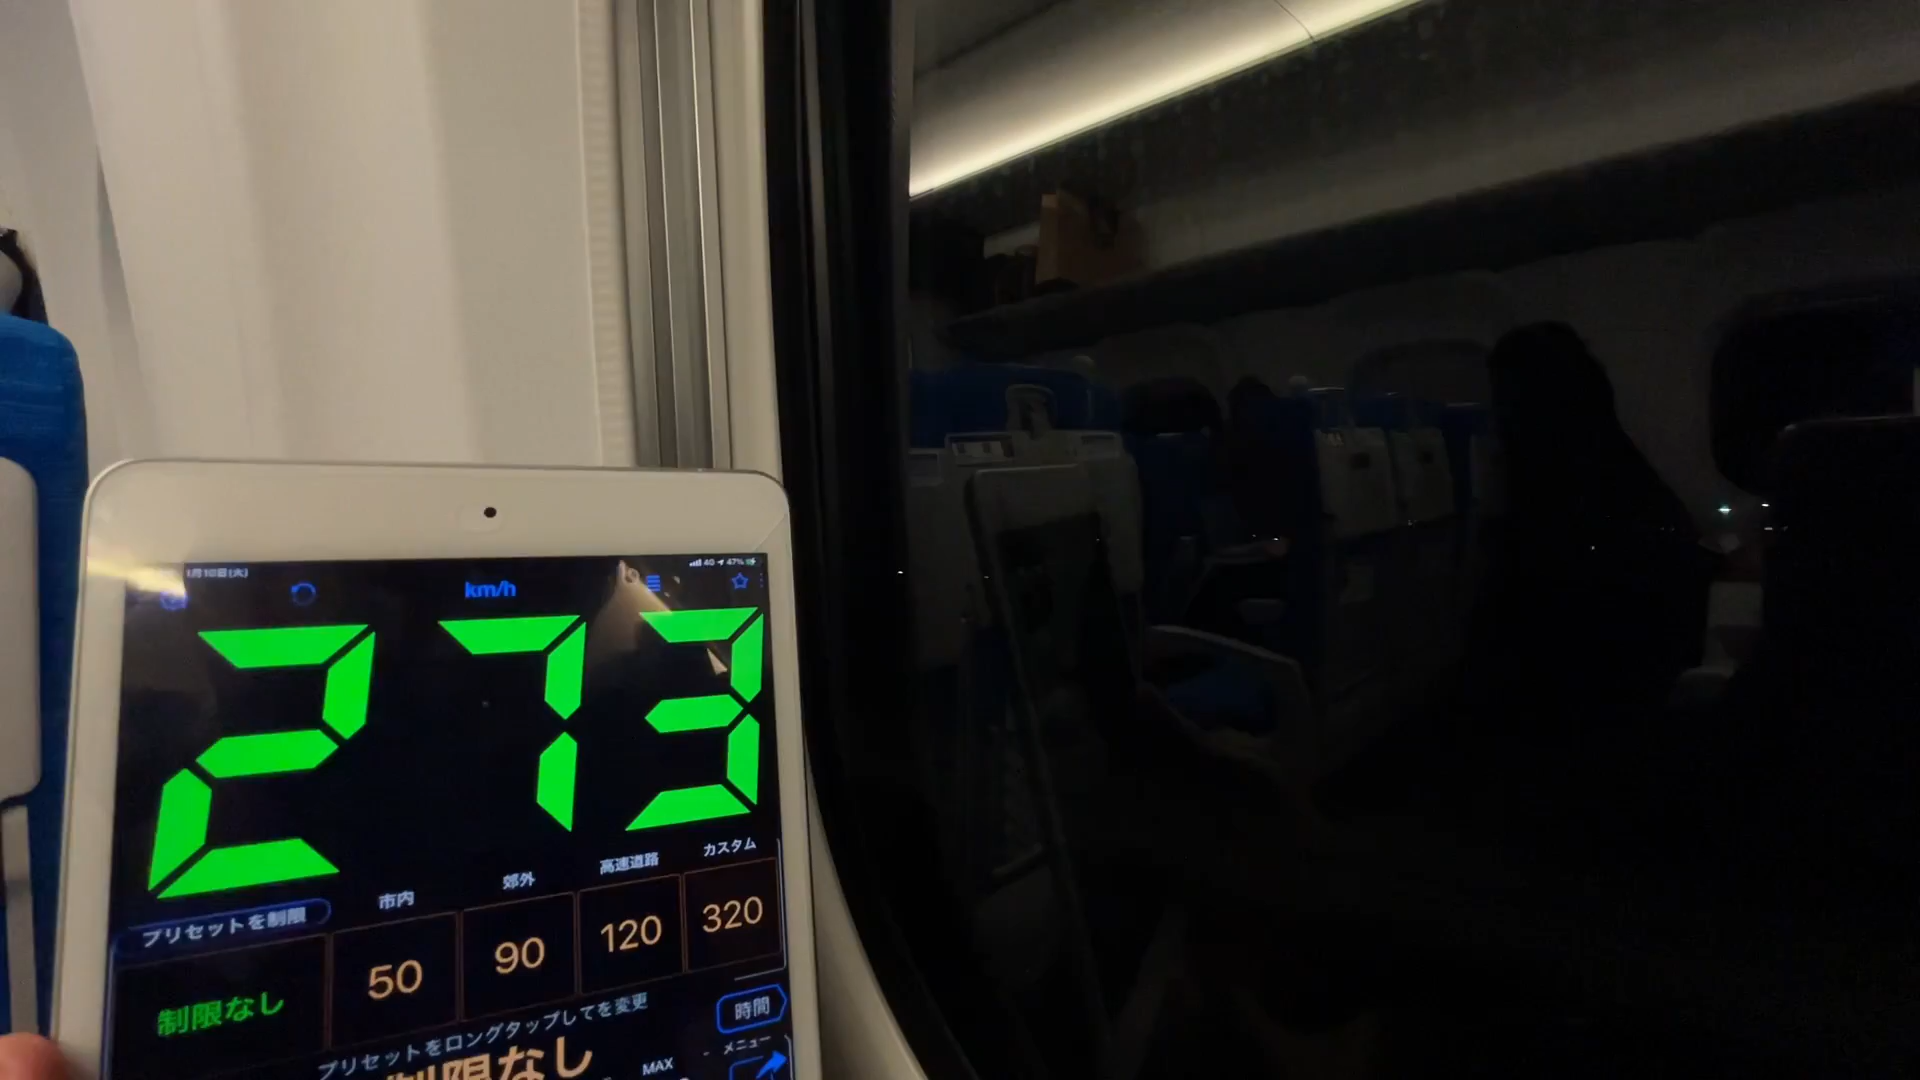 1月10日(火)
4G 47%
km/h
273
プリセットを制限
市内
郊外
高速道路
カスタム
制限なし
50
90
120
320
プリセットをロングタップしてを変更
時間
制限なし
MAX
メニュー